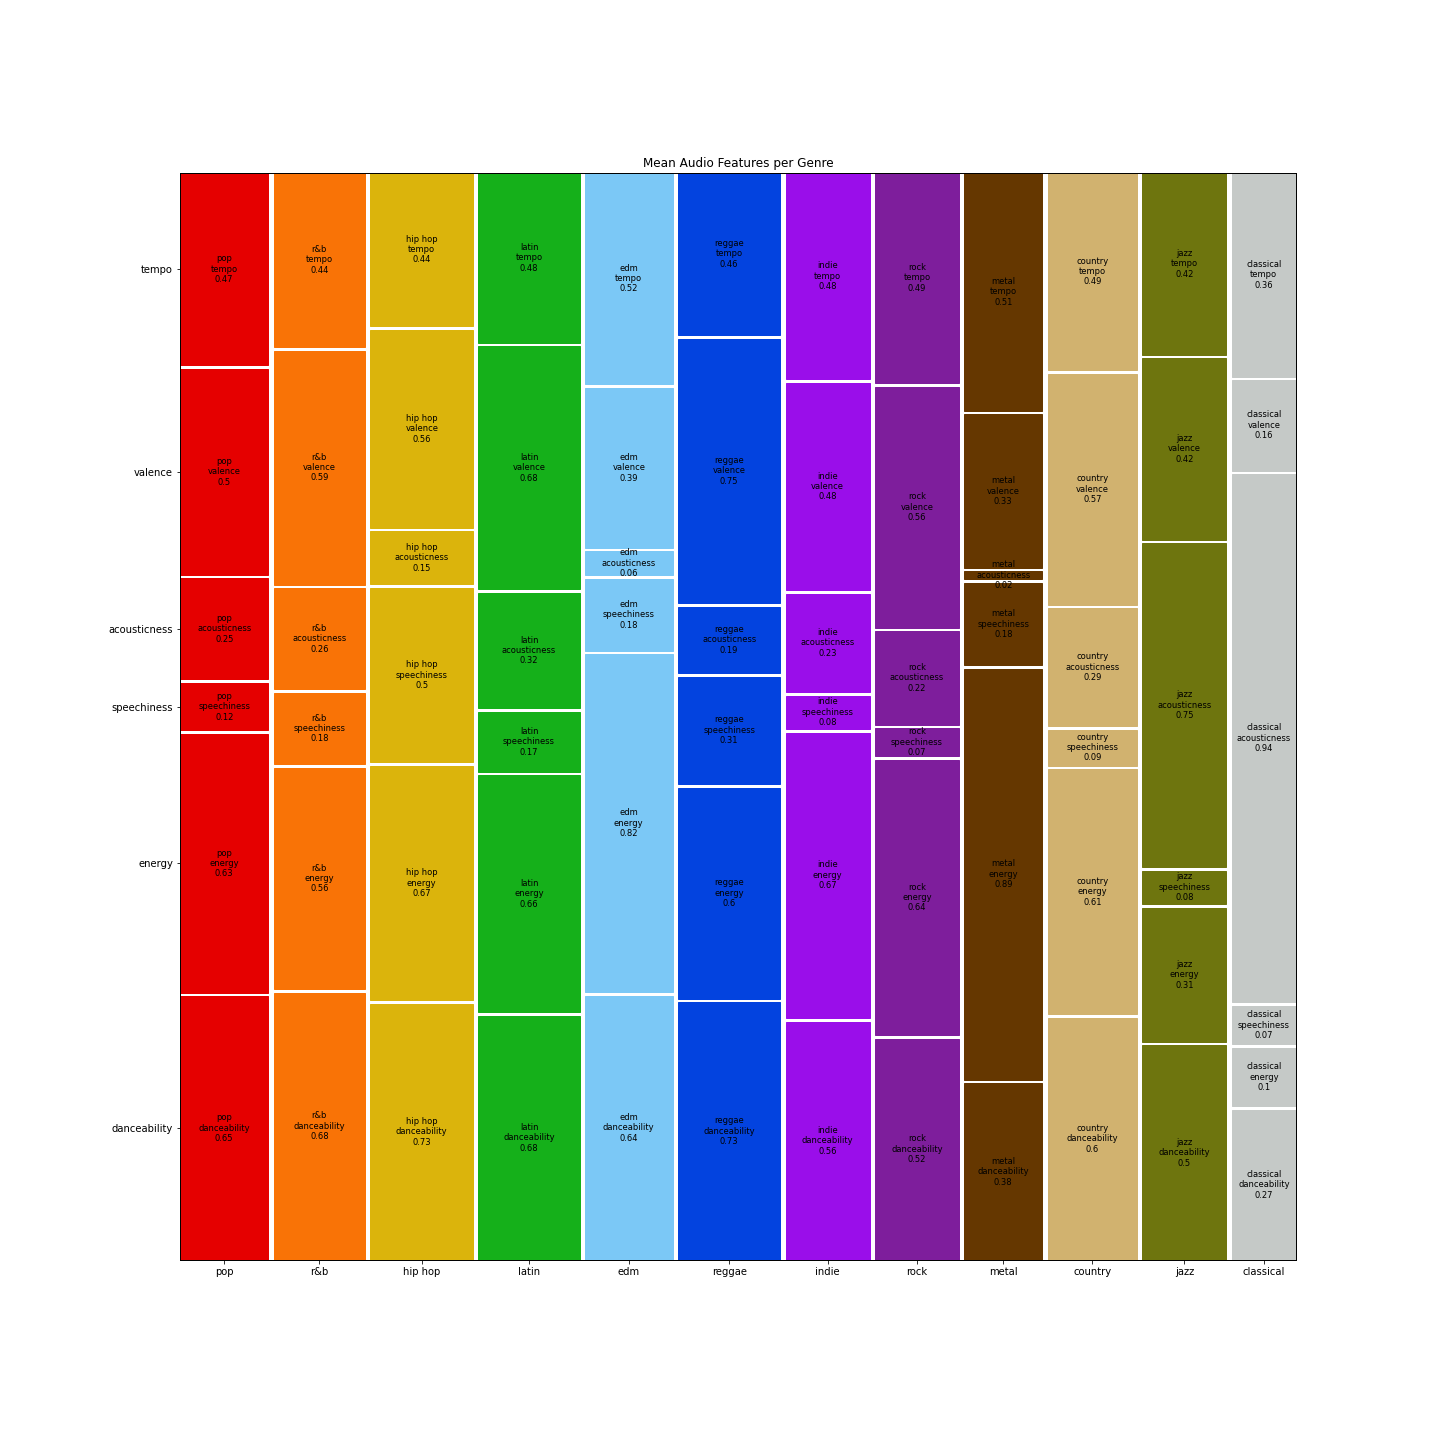 Mean Audio Features per Genre
tempo
valence
acousticness
speechiness
energy
danceability
pop
tempo
0.47
pop
valence
0.5
pop
acousticness
0.25
pop
speechiness
0.12
pop
energy
0.63
pop
danceability
0.65
r&b
tempo
0.44
r&b
valence
0.59
r&b
acousticness
0.26
r&b
speechiness
0.18
r&b
energy
0.56
r&b
danceability
0.68
hip hop
tempo
0.44
hip hop
valence
0.56
hip hop
acousticness
0.15
hip hop
speechiness
0.5
hip hop
energy
0.67
hip hop
danceability
0.73
latin
tempo
0.48
latin
valence
0.68
latin
acousticness
0.32
latin
speechiness
0.17
latin
energy
0.66
latin
danceability
0.68
edm
tempo
0.52
edm
valence
0.39
edm
acousticness
0.06
edm
speechiness
0.18
edm
energy
0.82
edm
danceability
0.64
reggae
tempo
0.46
reggae
valence
0.75
reggae
acousticness
0.19
reggae
speechiness
0.31
reggae
energy
0.6
reggae
danceability
0.73
indie
tempo
0.48
indie
valence
0.48
indie
acousticness
0.23
indie
speechiness
0.08
indie
energy
0.67
indie
danceability
0.56
rock
tempo
0.49
rock
valence
0.56
rock
acousticness
0.22
rock
speechiness
0.07
rock
energy
0.64
rock
danceability
0.52
metal
tempo
0.51
metal
valence
0.33
metal
acousticness
0.02
metal
speechiness
0.18
metal
energy
0.89
metal
danceability
0.38
country
tempo
0.49
country
valence
0.57
country
acousticness
0.29
country
speechiness
0.09
country
energy
0.61
country
danceability
0.6
jazz
tempo
0.42
jazz
valence
0.42
jazz
acousticness
0.75
jazz
speechiness
0.08
jazz
energy
0.31
jazz
danceability
0.5
classical
tempo
0.36
classical
valence
0.16
classical
acousticness
0.94
classical
speechiness
0.07
classical
energy
0.1
classical
danceability
0.27
pop r&b hip hop latin edm reggae indie rock metal country jazz classical